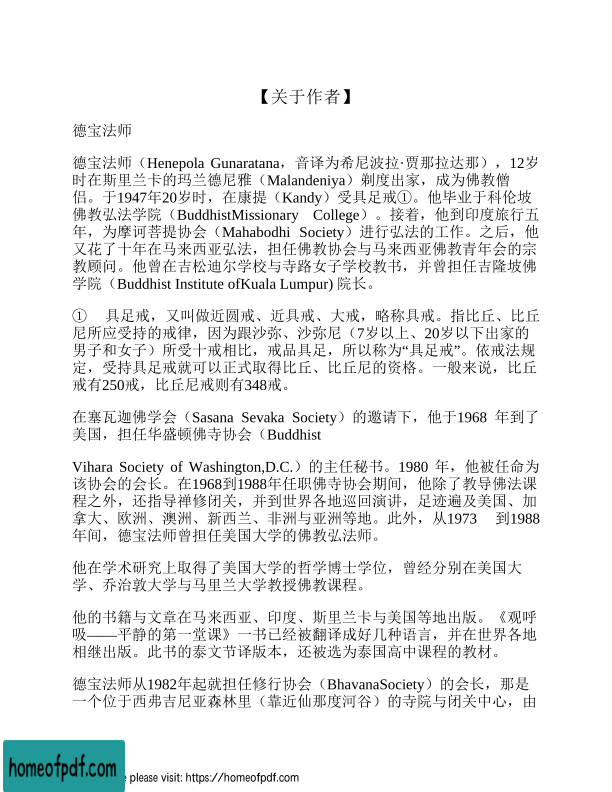 【关于作者】
德宝法师
德宝法师（Henepola Gunaratana，音译为希尼波拉·贾那拉达那），12岁
时在斯里兰卡的玛兰德尼雅（Malandeniya）剃度出家，成为佛教僧
侣。于1947年20岁时，在康提（Kandy）受具足戒①。他毕业于科伦坡
佛教弘法学院（BuddhistMissionary College）。接着，他到印度旅行五
年，为摩诃菩提协会（Mahabodhi Society）进行弘法的工作。之后，他
又花了十年在马来西亚弘法，担任佛教协会与马来西亚佛教青年会的宗
教顾问。他曾在吉松迪尔学校与寺路女子学校教书，并曾担任吉隆坡佛
学院（Buddhist Institute ofKuala Lumpur) 院长。
① 具足戒，又叫做近圆戒、近具戒、大戒，略称具戒。指比丘、比丘
尼所应受持的戒律，因为跟沙弥、沙弥尼（7岁以上、20岁以下出家的
男子和女子）所受十戒相比，戒品具足，所以称为“具足戒”。依戒法规
定，受持具足戒就可以正式取得比丘、比丘尼的资格。一般来说，比丘
戒有250戒，比丘尼戒则有348戒。
在塞瓦迦佛学会（Sasana Sevaka Society）的邀请下，他于1968 年到了
美国，担任华盛顿佛寺协会（Buddhist
Vihara Society of Washington,D.C.）的主任秘书。1980 年，他被任命为
该协会的会长。在1968到1988年任职佛寺协会期间，他除了教导佛法课
程之外，还指导禅修闭关，并到世界各地巡回演讲，足迹遍及美国、加
拿大、欧洲、澳洲、新西兰、非洲与亚洲等地。此外，从1973 到1988
年间，德宝法师曾担任美国大学的佛教弘法师。
他在学术研究上取得了美国大学的哲学博士学位，曾经分别在美国大
学、乔治敦大学与马里兰大学教授佛教课程。
他的书籍与文章在马来西亚、印度、斯里兰卡与美国等地出版。《观呼
吸——平静的第一堂课》一书已经被翻译成好几种语言，并在世界各地
相继出版。此书的泰文节译版本，还被选为泰国高中课程的教材。
德宝法师从1982年起就担任修行协会（BhavanaSociety）的会长，那是
一个位于西弗吉尼亚森林里（靠近仙那度河谷）的寺院与闭关中心，由
homeofpdf.com
please visit: https://homeofpdf.com